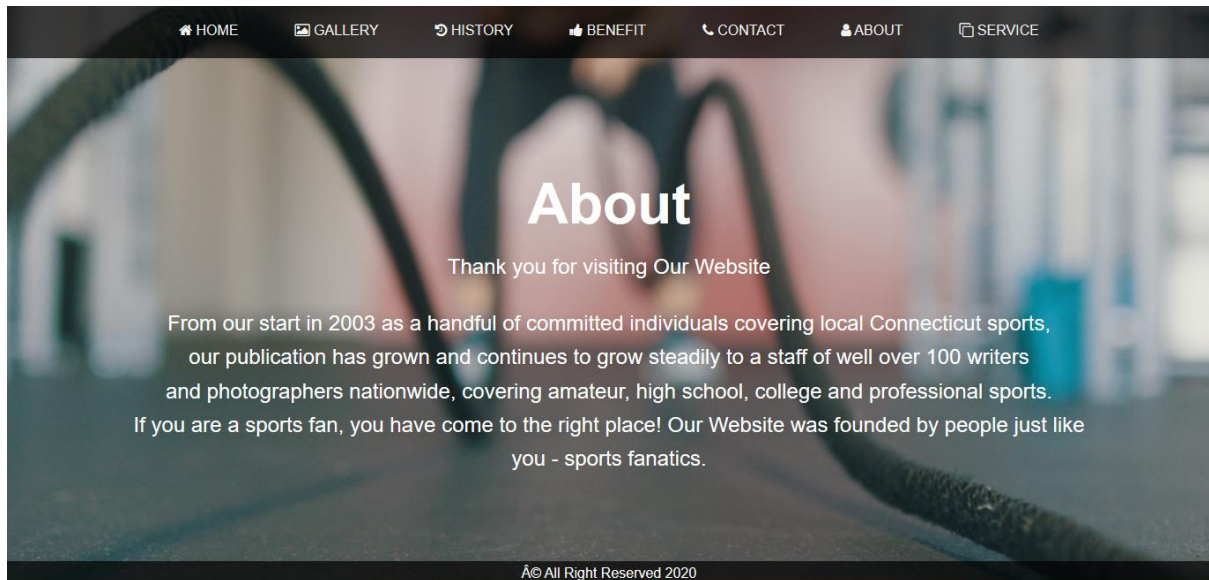 HOME GALLERY HISTORY BENEFIT CONTACT ABOUT SERVICE
About
Thank you for visiting Our Website
From our start in 2003 as a handful of committed individuals covering local Connecticut sports,
our publication has grown and continues to grow steadily to a staff of well over 100 writers
and photographers nationwide, covering amateur, high school, college and professional sports.
If you are a sports fan, you have come to the right place! Our Website was founded by people just like
you - sports fanatics.
Â© All Right Reserved 2020